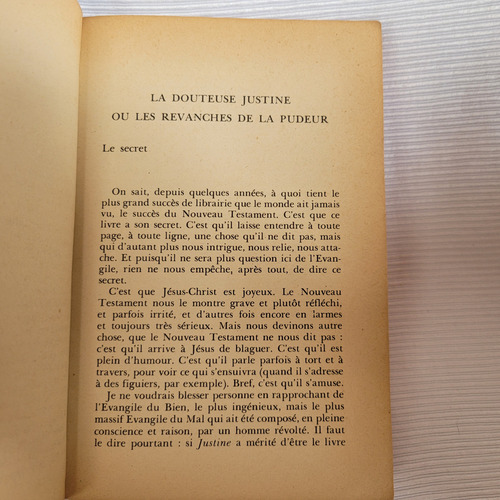 LA DOUTEUSE JUSTINE
OU LES REVANCHES DE LA PUDEUR
Le secret
On sait, depuis quelques années, à quoi tient le
plus grand succès de librairie que le monde ait jamais
vu, le succès du Nouveau Testament. C'est que ce
livre a son secret. C'est qu'il laisse entendre à toute
page, à toute ligne, une chose qu'il ne dit pas, mais
qui d'autant plus nous intrigue, nous relie, nous atta-
che. Et puisqu'il ne sera plus question ici de l'Evan-
gile, rien ne nous empêche, après tout, de dire ce
secret.
C'est que Jésus-Christ est joyeux. Le Nouveau
Testament nous le montre grave et plutôt réfléchi,
et parfois irrité, et d'autres fois encore en larmes
et toujours très sérieux. Mais nous devinons autre
chose, que le Nouveau Testament ne nous dit pas :
c'est qu'il arrive à Jésus de blaguer. C'est qu'il est
plein d'humour. C'est qu'il parle parfois à tort et à
travers, pour voir ce qui s'ensuivra (quand il s'adresse
à des figuiers, par exemple). Bref, c'est qu'il s'amuse.
Je ne voudrais blesser personne en rapprochant de
l'Evangile du Bien, le plus ingénieux, mais le plus
massif Evangile du Mal qui ait été composé, en pleine
conscience et raison, par un homme révolté. Il faut
le dire pourtant : si Justine a mérité d'être le livre